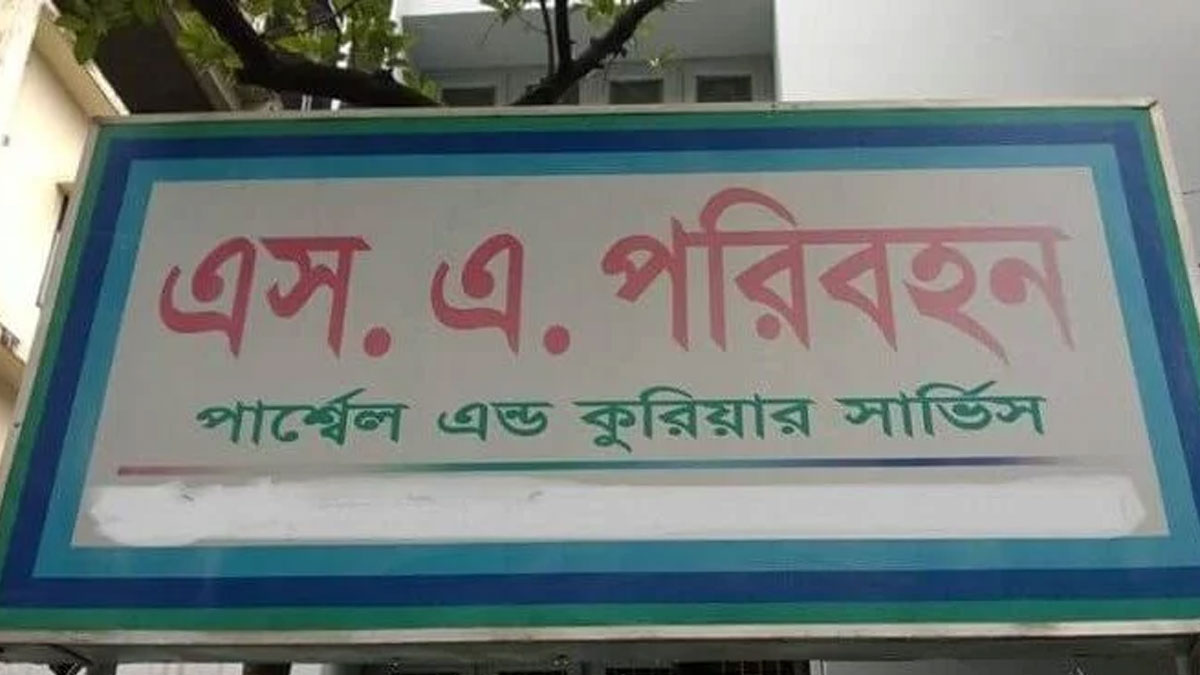 এস. এ. পরিবহন
পার্শ্বেল এন্ড কুরিয়ার সার্ভিস